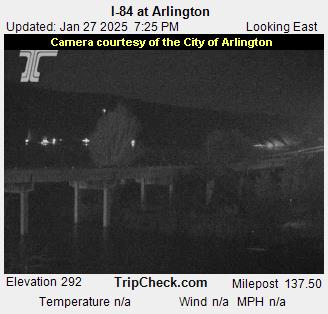 I-84 at Arlington
Updated: Jan 27 2025 7:25 PM Looking East
Camera courtesy of the City of Arlington
Elevation 292 TripCheck.com Milepost 137.50
Temperature n/a Wind n/a MPH n/a